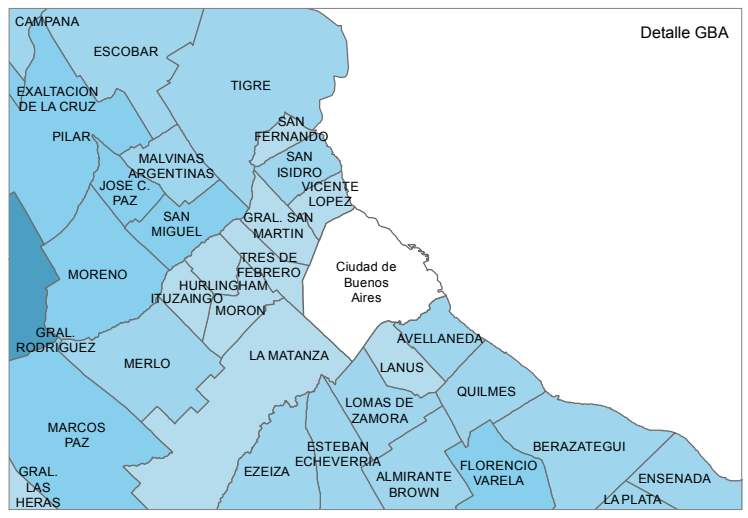 CAMPANA
Detalle GBA
ESCOBAR
TIGRE
EXALTACION
DE LA CRUZ
SAN
FERNANDO
PILAR
MALVINAS
ARGENTINAS
SAN
ISIDRO
JOSE C.
PAZ
VICENTE
LOPEZ
SAN
MIGUEL
GRAL. SAN
MARTIN
MORENO
TRES DE
FEBRERO
Ciudad de
Buenos
Aires
HURLINGHAM
ITUZAINGO
MORON
GRAL.
RODRIGUEZ
AVELLANEDA
MERLO
LA MATANZA
LANUS
QUILMES
LOMAS DE
ZAMORA
MARCOS
PAZ
ESTEBAN
ECHEVERRIA
BERAZATEGUI
GRAL.
LAS
HERAS
EZEIZA
ALMIRANTE
BROWN
FLORENCIO
VARELA
ENSENADA
LA PLATA